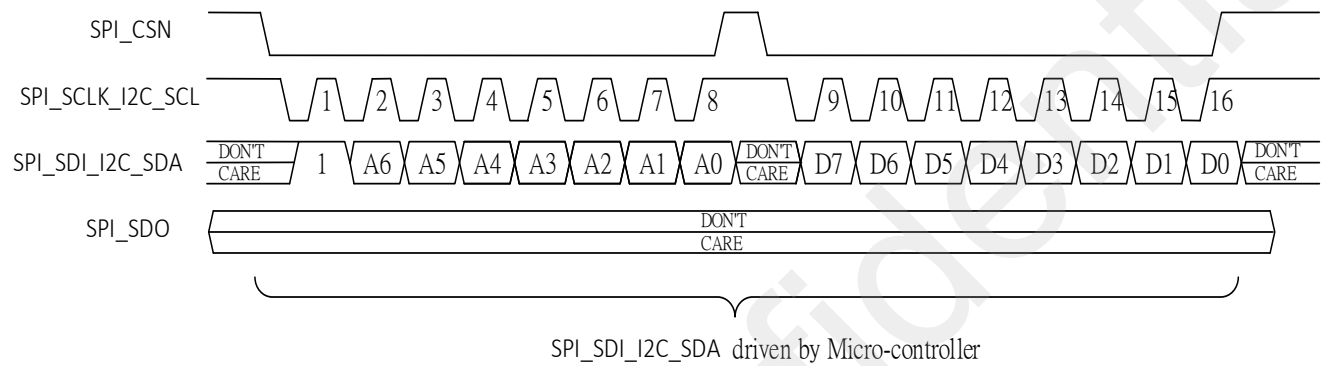 SPI_CSN
SPI_SCLK_I2C_SCL 1 2 3 4 5 6 7 8 9 10 11 12 13 14 15 16
SPI_SDI_I2C_SDA DON'T CARE 1 A6 A5 A4 A3 A2 A1 A0 DON'T CARE D7 D6 D5 D4 D3 D2 D1 D0 DON'T CARE
SPI_SDO DON'T CARE
SPI_SDI_I2C_SDA driven by Micro-controller